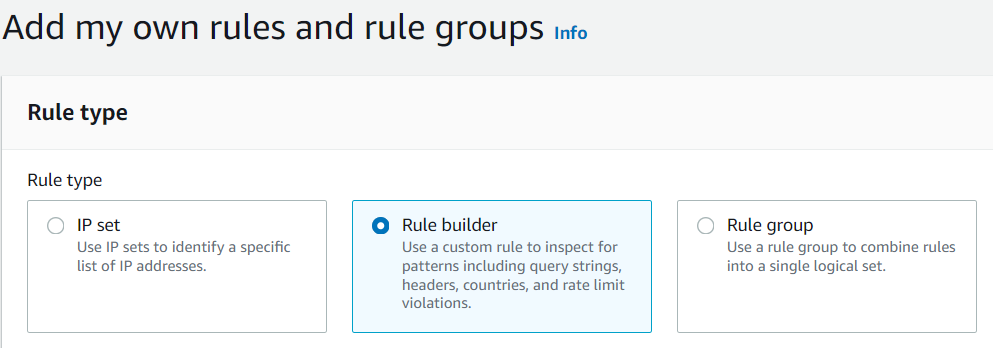 Add my own rules and rule groups Info
Rule type
Rule type
IP set
Use IP sets to identify a specific
list of IP addresses.
Rule builder
Use a custom rule to inspect for
patterns including query strings,
headers, countries, and rate limit
violations.
Rule group
Use a rule group to combine rules
into a single logical set.